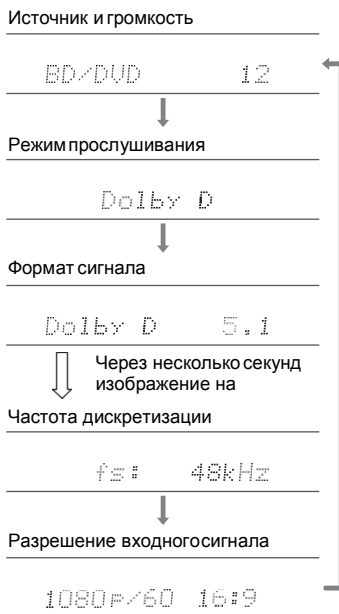 Источник и громкость
BD/DVD 12
Режим прослушивания
Dolby D
Формат сигнала
Dolby D 5.1
Через несколько секунд
изображение на
Частота дискретизации
fs: 48kHz
Разрешение входного сигнала
1080p/60 16:9